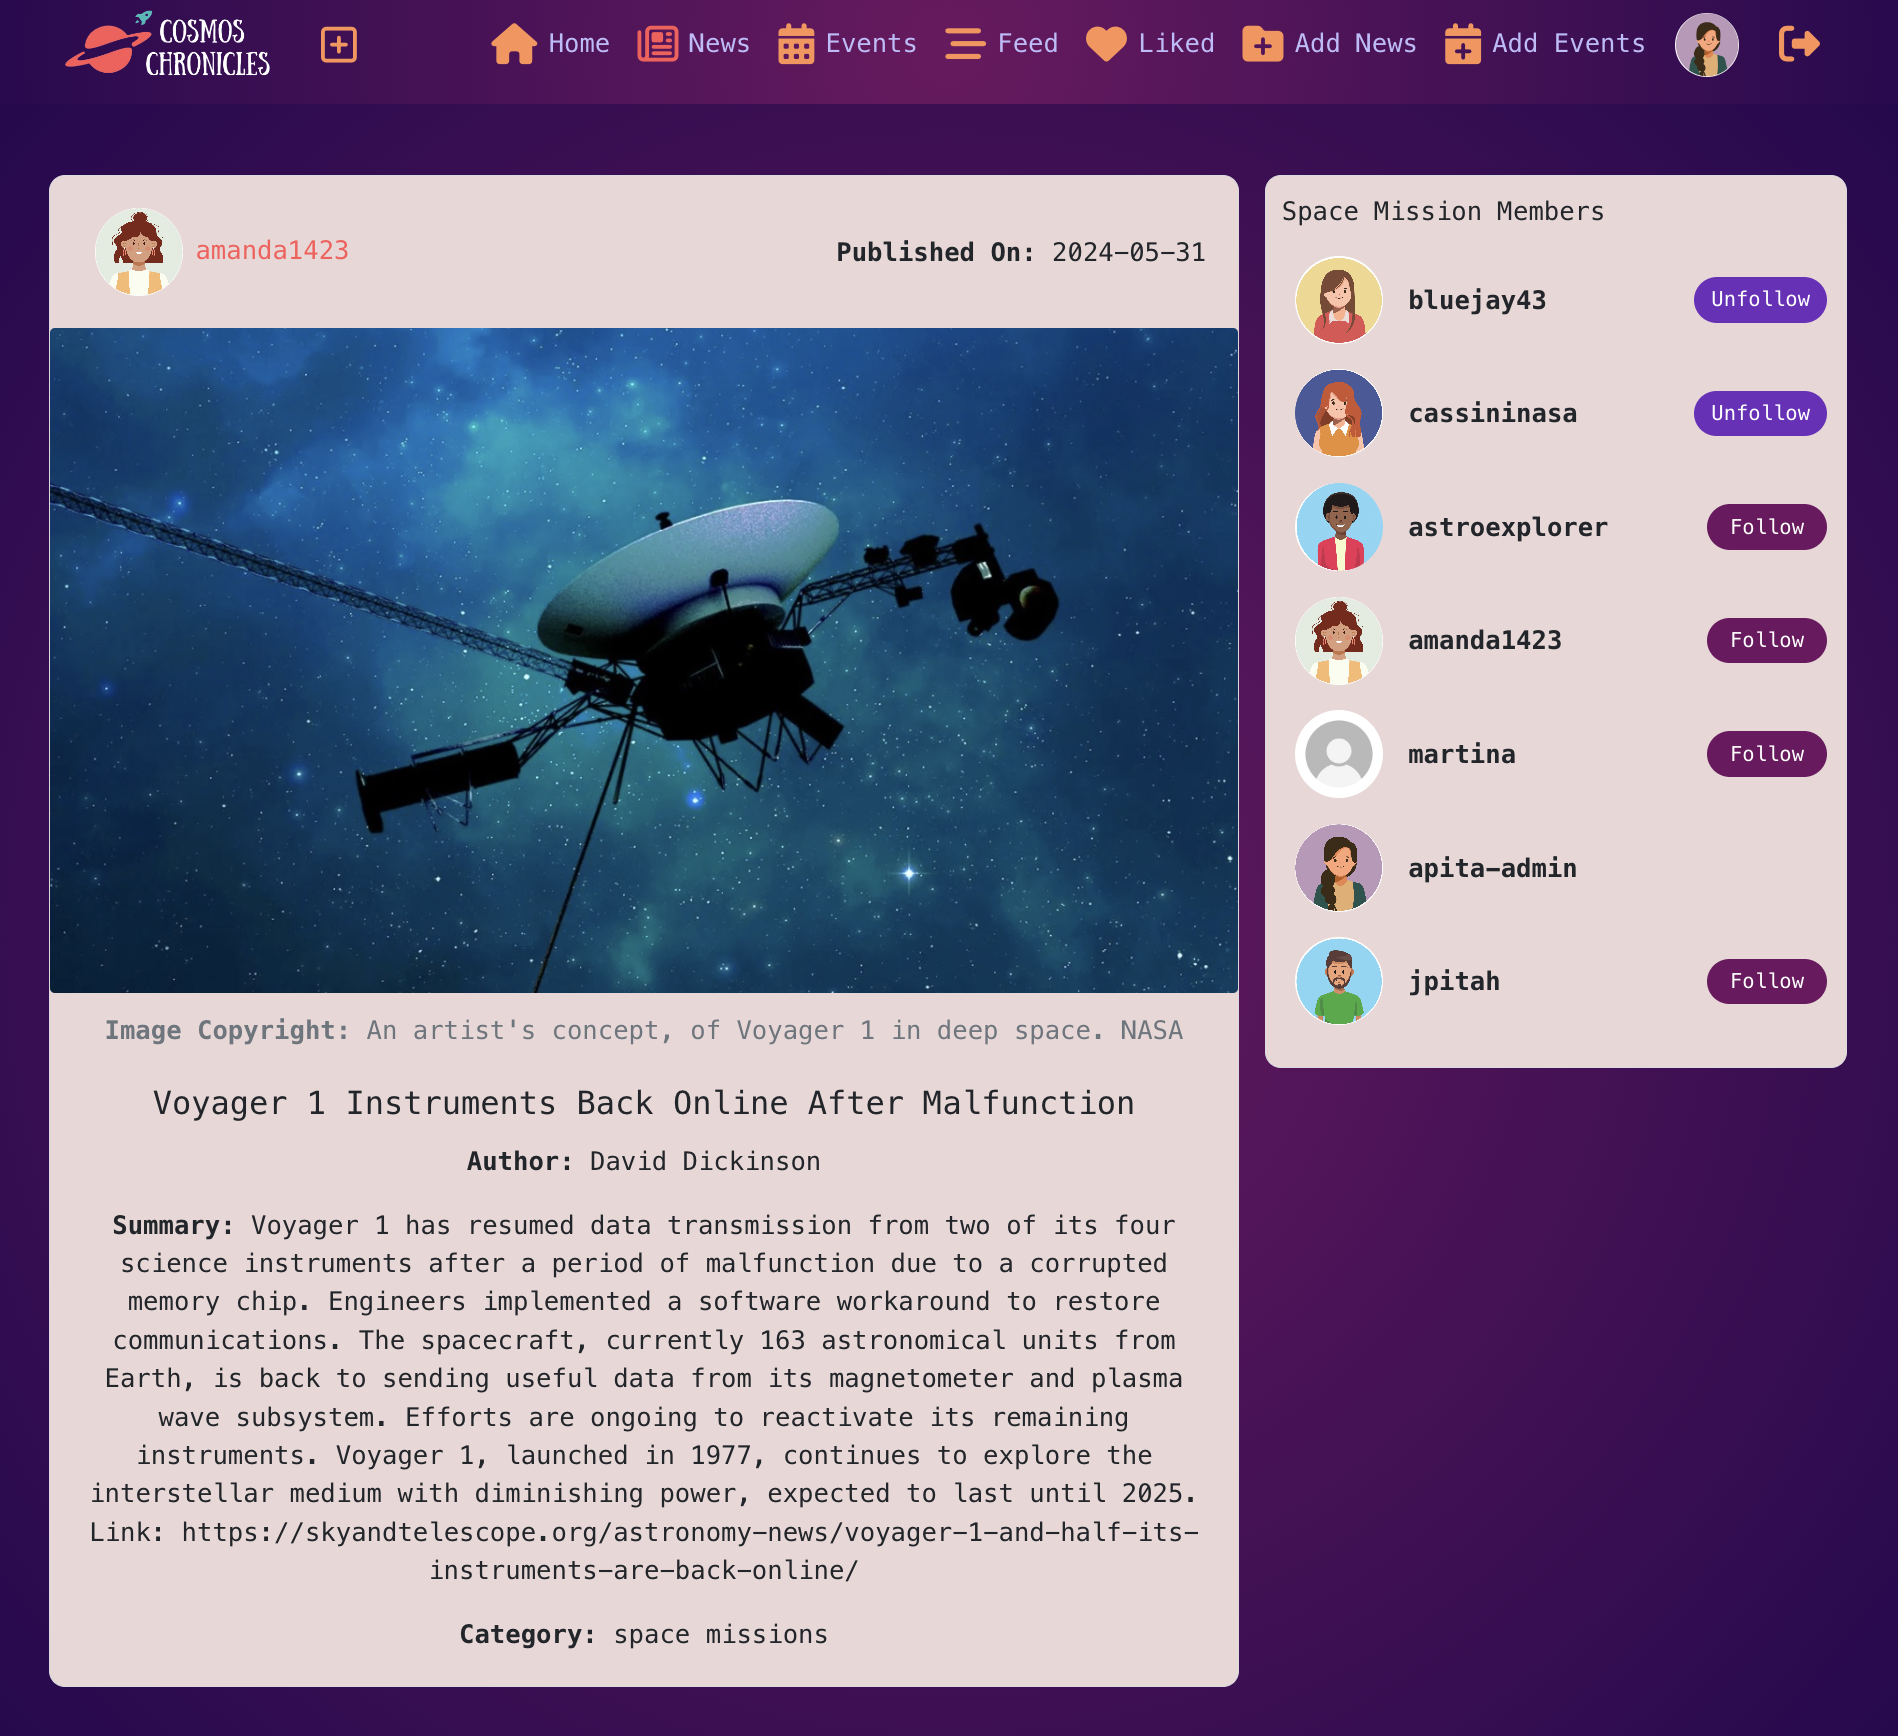 COSMOS
CHRONICLES
Home
News
Events
Feed
Liked
Add News
Add Events
amanda1423
Published On: 2024-05-31
Image Copyright: An artist's concept, of Voyager 1 in deep space. NASA
Voyager 1 Instruments Back Online After Malfunction
Author: David Dickinson
Summary: Voyager 1 has resumed data transmission from two of its four
science instruments after a period of malfunction due to a corrupted
memory chip. Engineers implemented a software workaround to restore
communications. The spacecraft, currently 163 astronomical units from
Earth, is back to sending useful data from its magnetometer and plasma
wave subsystem. Efforts are ongoing to reactivate its remaining
instruments. Voyager 1, launched in 1977, continues to explore the
interstellar medium with diminishing power, expected to last until 2025.
Link: https://skyandtelescope.org/astronomy-news/voyager-1-and-half-its-
instruments-are-back-online/
Category: space missions
Space Mission Members
bluejay43
Unfollow
cassininasa
Unfollow
astroexplorer
Follow
amanda1423
Follow
martina
Follow
apita-admin
jpitah
Follow